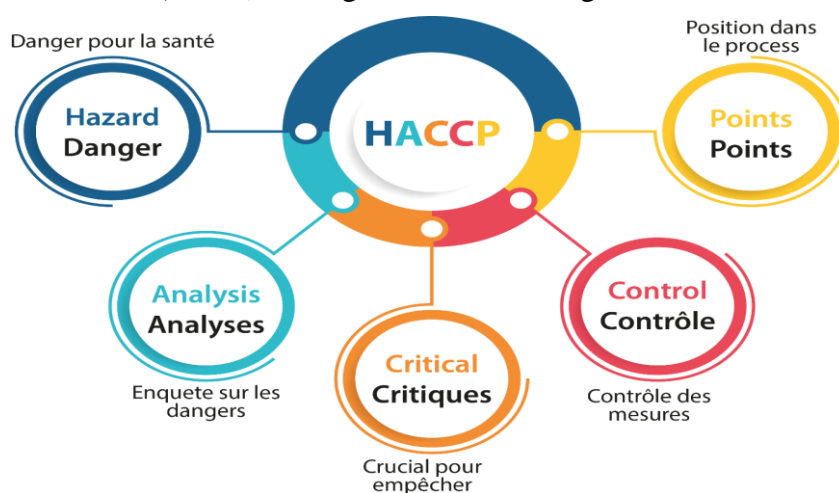 Danger pour la santé
Hazard
Danger
HACCP
Position dans
le process
Points
Points
Analysis
Analyses
Enquete sur les
dangers
Critical
Critiques
Crucial pour
empêcher
Control
Contrôle
Contrôle des
mesures